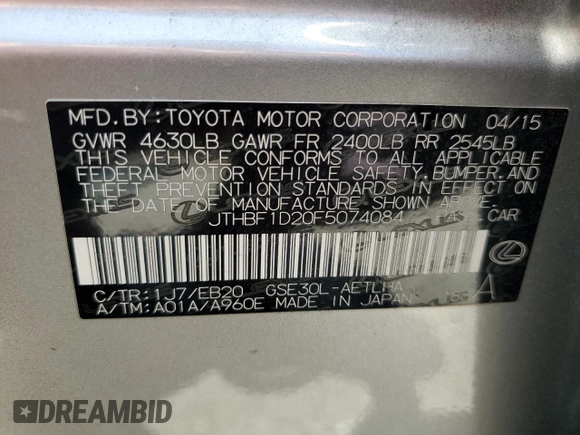 MFD.BY:TOYOTA MOTOR CORPORATION 04/15
GVWR 4630LB GAWR FR 2400LB RR 2545LB
THIS VEHICLE CONFORMS TO ALL APPLICABLE
FEDERAL MOTOR VEHICLE SAFETY,BUMPER,AND
THEFT PREVENTION STANDARDS IN EFFECT ON
THE DATE OF MANUFACTURE SHOWN ABOVE.
JTHBF1D20F5074084 PASS.CAR
C/TR:1J7/EB20 GSE30L-AETLHA
A/TM:A01A/A960E MADE IN JAPAN A
DREAMBID